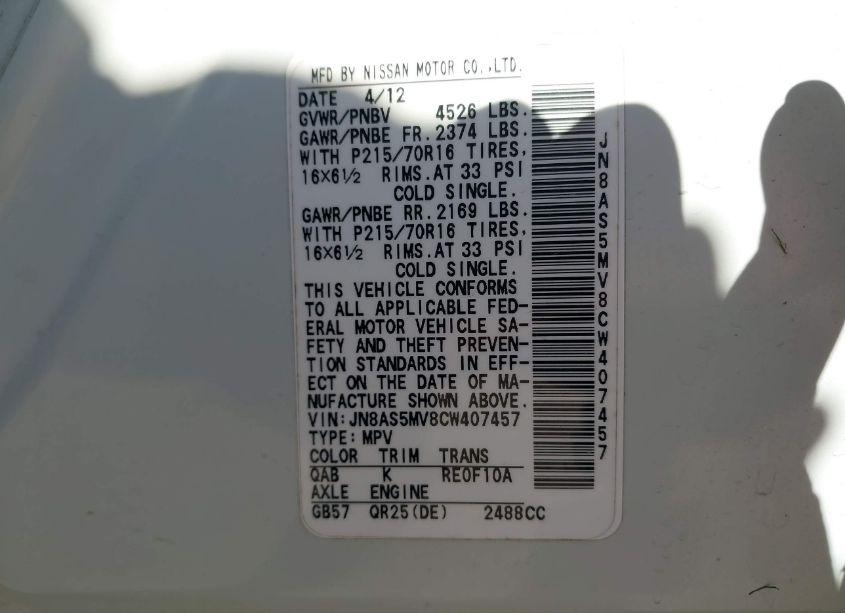 MFD BY NISSAN MOTOR CO.,LTD.
DATE 4/12
GVWR/PNBV 4526 LBS.
GAWR/PNBE FR. 2374 LBS.
WITH P215/70R16 TIRES,
16X6½ RIMS. AT 33 PSI
COLD SINGLE.
GAWR/PNBE RR. 2169 LBS.
WITH P215/70R16 TIRES,
16X6½ RIMS. AT 33 PSI
COLD SINGLE.
THIS VEHICLE CONFORMS
TO ALL APPLICABLE FED-
ERAL MOTOR VEHICLE SA-
FETY AND THEFT PREVEN-
TION STANDARDS IN EFF-
ECT ON THE DATE OF MA-
NUFACTURE SHOWN ABOVE.
VIN: JN8AS5MV8CW407457
TYPE: MPV
COLOR TRIM TRANS
QAB K RE0F10A
AXLE ENGINE
GB57 QR25(DE) 2488CC
JN8AS5MV8CW407457